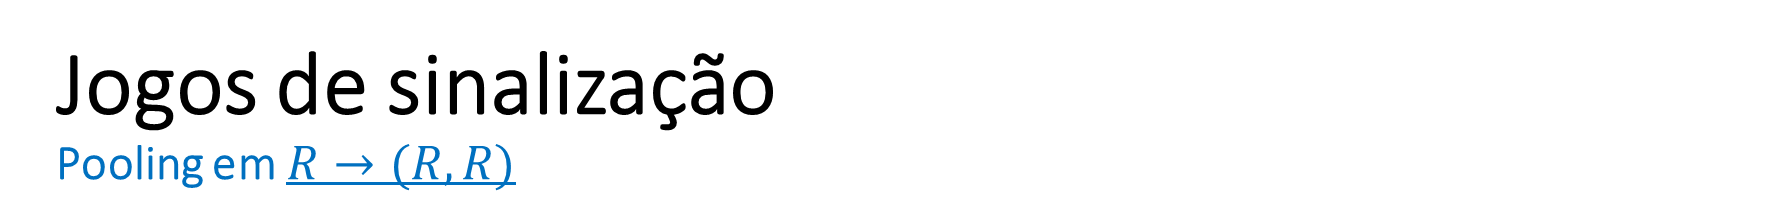 Jogos de sinalização
Pooling em R → (R, R)